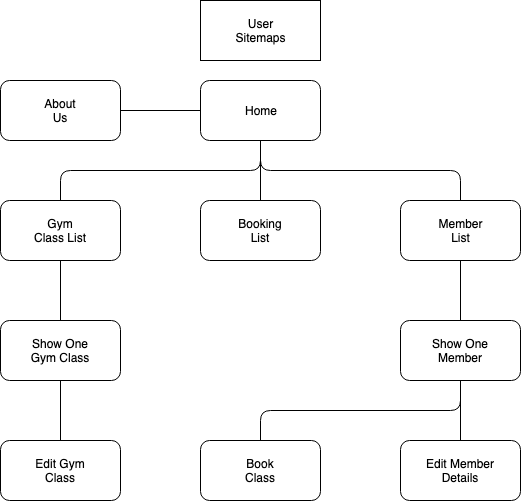 User
Sitemaps
About
Us
Home
Gym
Class List
Booking
List
Member
List
Show One
Gym Class
Show One
Member
Edit Gym
Class
Book
Class
Edit Member
Details